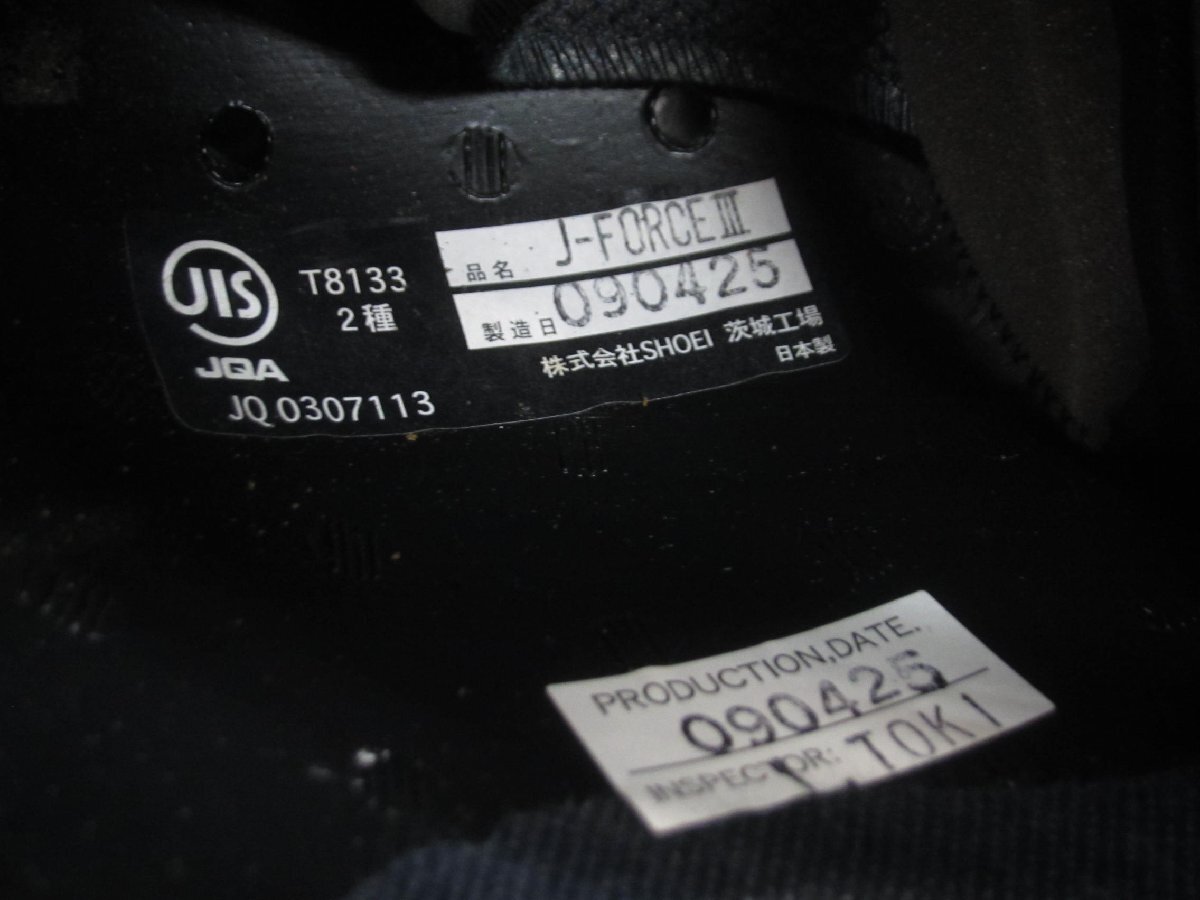 JIS
JQA
T8133
2種
JQ 0307113
品名 J-FORCE III
製造日 090425
株式会社SHOEI 茨城工場
日本製
PRODUCTION,DATE.
090425
INSPECTOR: TOKI